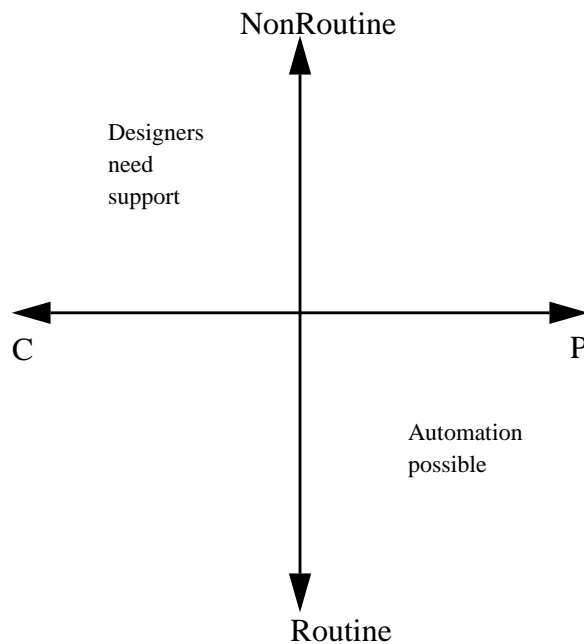 NonRoutine
Designers
need
support
C
P
Automation
possible
Routine